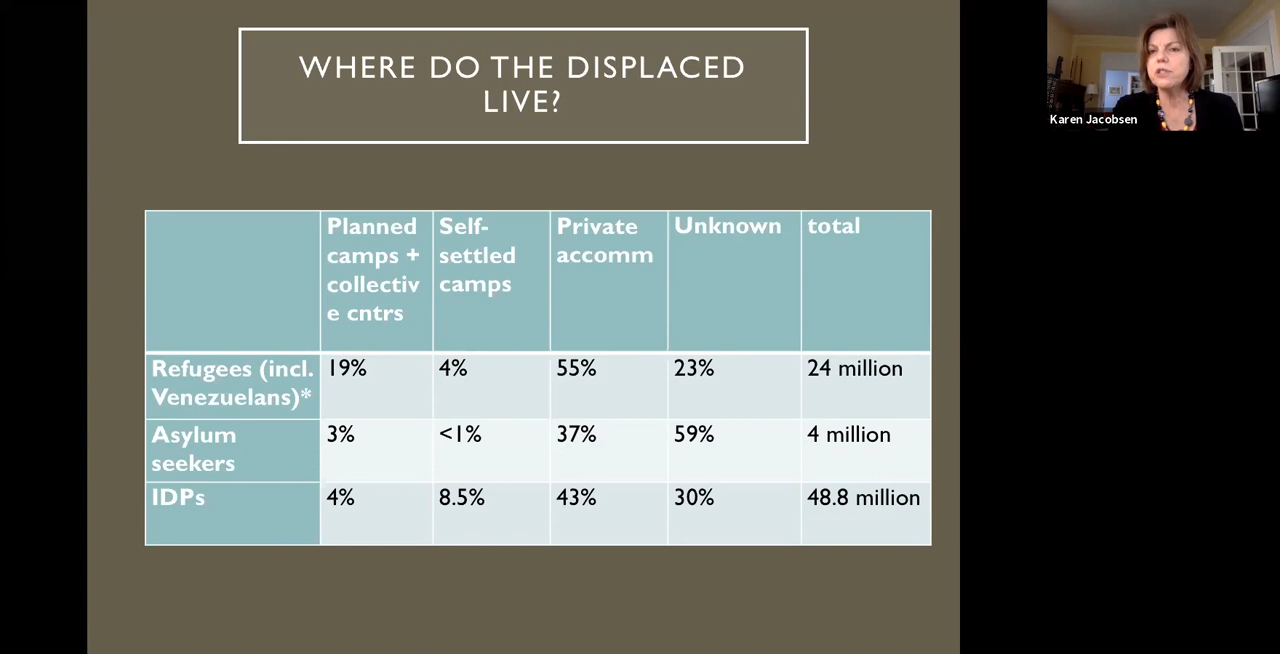 WHERE DO THE DISPLACED
LIVE?
Karen Jacobsen
Planned
camps +
collectiv
e cntrs
Self-
settled
camps
Private
accomm
Unknown
total
Refugees (incl.
Venezuelans)*
19%
4%
55%
23%
24 million
Asylum
seekers
3%
<1%
37%
59%
4 million
IDPs
4%
8.5%
43%
30%
48.8 million